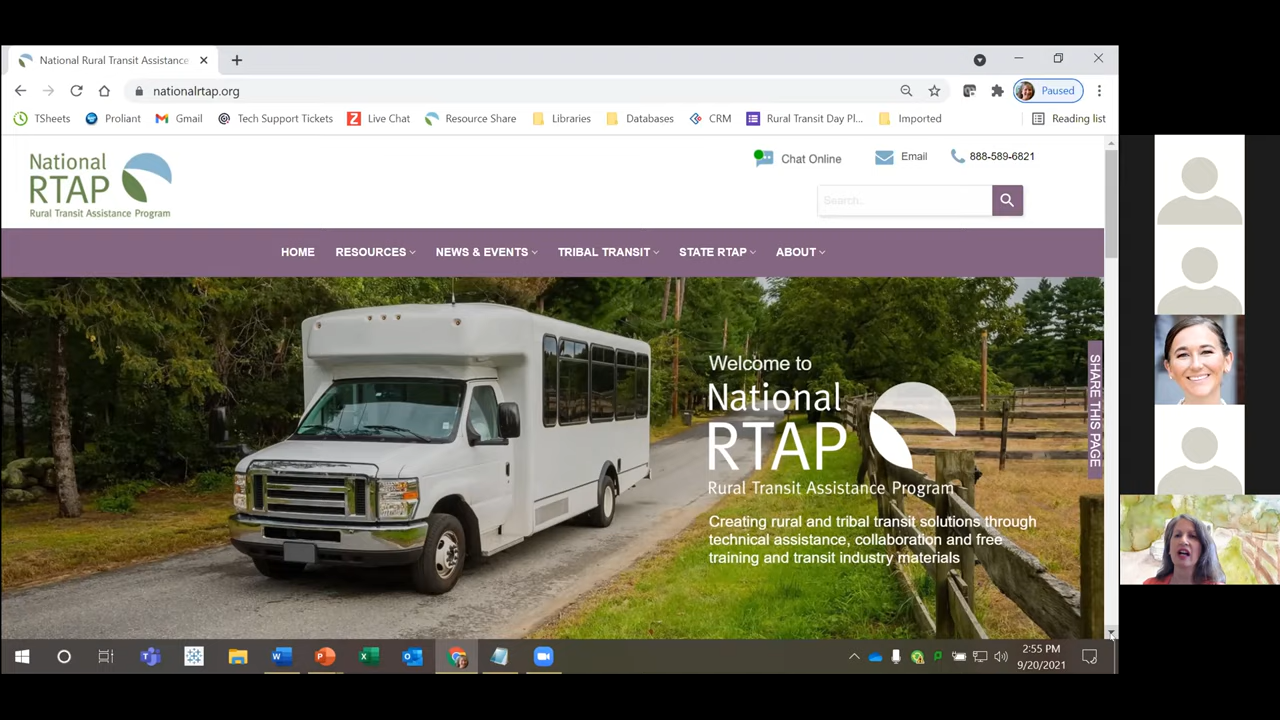 National Rural Transit Assistance
nationalrtap.org
Paused
TSheets
Proliant
Gmail
Tech Support Tickets
Live Chat
Resource Share
Libraries
Databases
CRM
Rural Transit Day Pl...
Imported
Reading list
National
RTAP
Rural Transit Assistance Program
Chat Online
Email
888-589-6821
Search..
HOME
RESOURCES
NEWS & EVENTS
TRIBAL TRANSIT
STATE RTAP
ABOUT
Welcome to
National
RTAP
Rural Transit Assistance Program
Creating rural and tribal transit solutions through
technical assistance, collaboration and free
training and transit industry materials
SHARE THIS PAGE
2:55 PM
9/20/2021